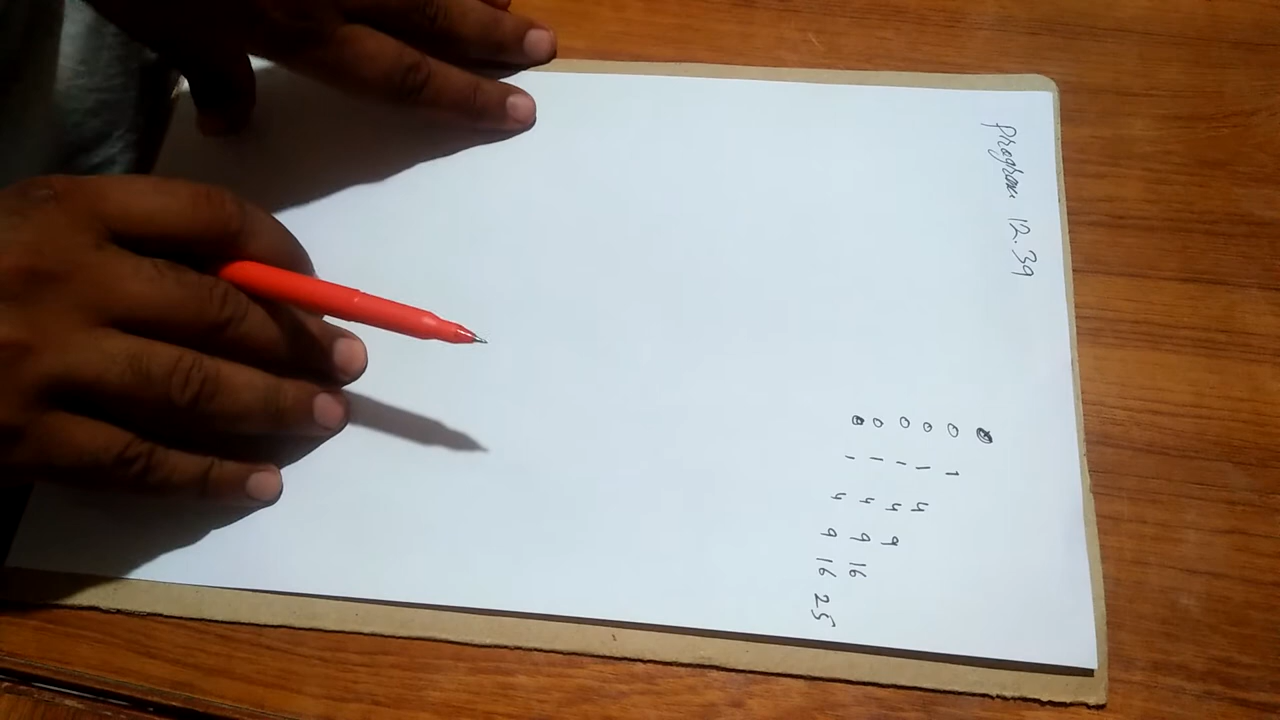 Program 12.39
0
0 1
0 1 4
0 1 4 9
0 1 4 9 16
0 1 4 9 16 25